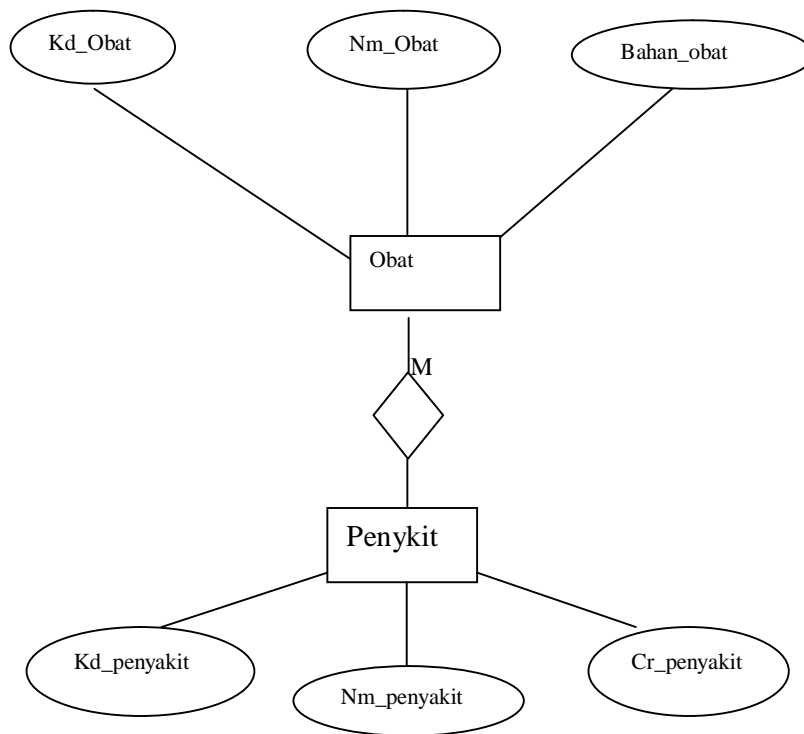 Kd_Obat
Nm_Obat
Bahan_obat
Obat
M
Penykit
Kd_penyakit
Nm_penyakit
Cr_penyakit